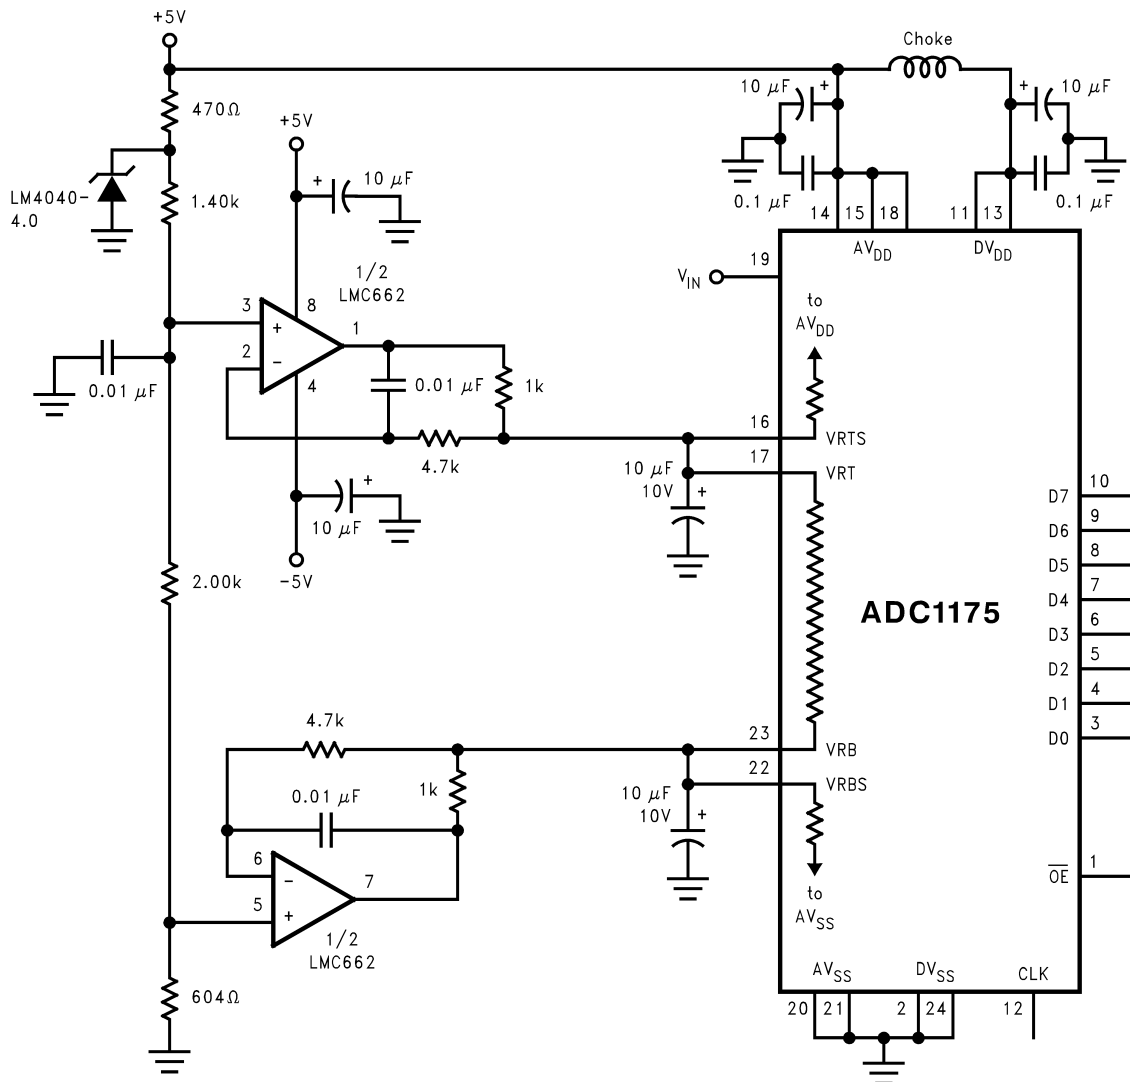 +5V
Choke
10 μF
+
+
10 μF
470Ω
+5V
LM4040-
4.0
1.40k
+
10 μF
0.1 μF
0.1 μF
14
15
18
11
13
AVDD
DVDD
1/2
LMC662
VIN
19
3
8
+
1
2
−
4
to
AVDD
0.01 μF
0.01 μF
1k
16
VRTS
4.7k
17
VRT
10 μF
10V
+
+
10 μF
−5V
D7
10
D6
9
D5
8
D4
7
D3
6
D2
5
D1
4
D0
3
2.00k
ADC1175
4.7k
23
VRB
1k
22
VRBS
0.01 μF
10 μF
10V
+
6
−
7
5
+
1/2
LMC662
to
AVSS
OE
1
604Ω
AVSS
DVSS
CLK
20
21
2
24
12